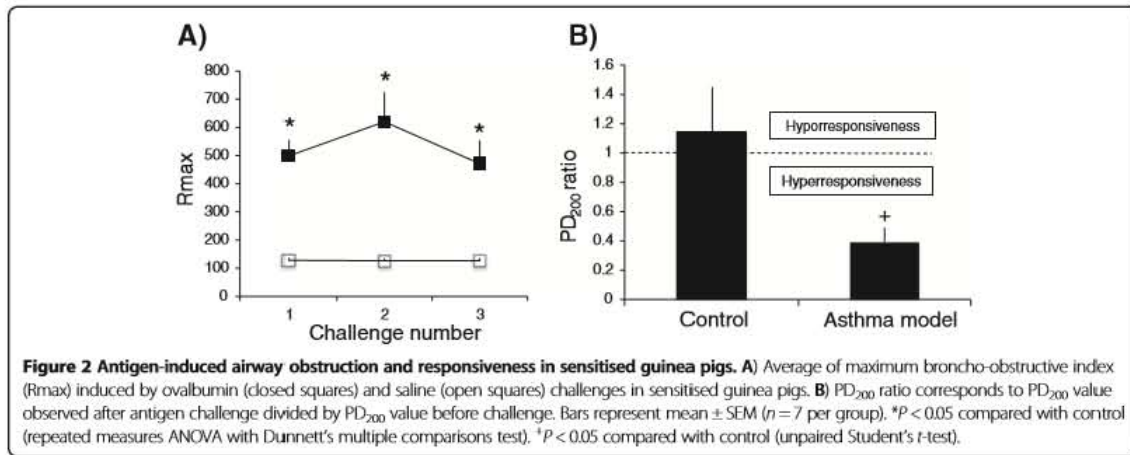 A)
800
700
600
500
400
300
200
100
0
Rmax
*
*
*
1 2 3
Challenge number
B)
1.6
1.4
1.2
1
0.8
0.6
0.4
0.2
0
PD200 ratio
Hyporresponsiveness
Hyperresponsiveness
+
Control Asthma model
Figure 2 Antigen-induced airway obstruction and responsiveness in sensitised guinea pigs. A) Average of maximum broncho-obstructive index
(Rmax) induced by ovalbumin (closed squares) and saline (open squares) challenges in sensitised guinea pigs. B) PD200 ratio corresponds to PD200 value
observed after antigen challenge divided by PD200 value before challenge. Bars represent mean ± SEM (n = 7 per group). *P < 0.05 compared with control
(repeated measures ANOVA with Dunnett's multiple comparisons test). +P < 0.05 compared with control (unpaired Student's t-test).